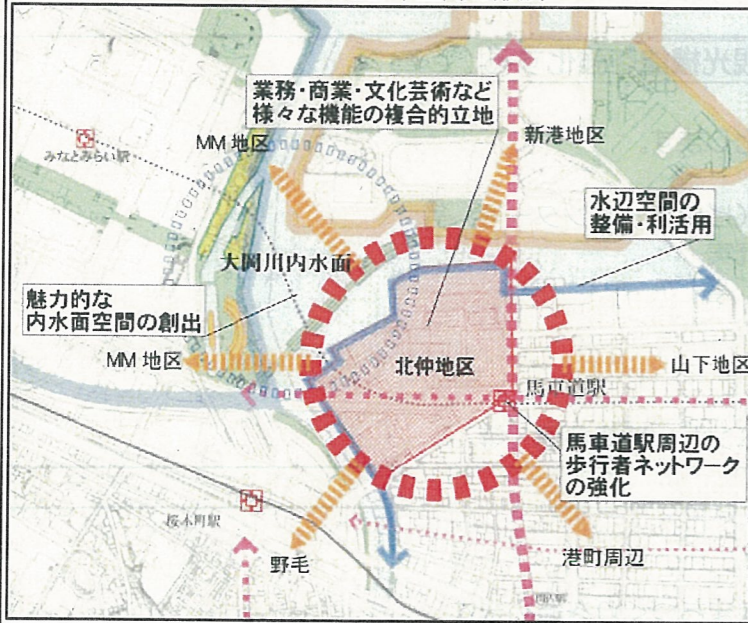 業務・商業・文化芸術など
様々な機能の複合的立地
MM 地区
新港地区
みなとみらい駅
水辺空間の
整備・利活用
大岡川内水面
魅力的な
内水面空間の創出
MM 地区
北仲地区
山下地区
馬車道駅
馬車道駅周辺の
歩行者ネットワーク
の強化
桜木町駅
野毛
港町周辺